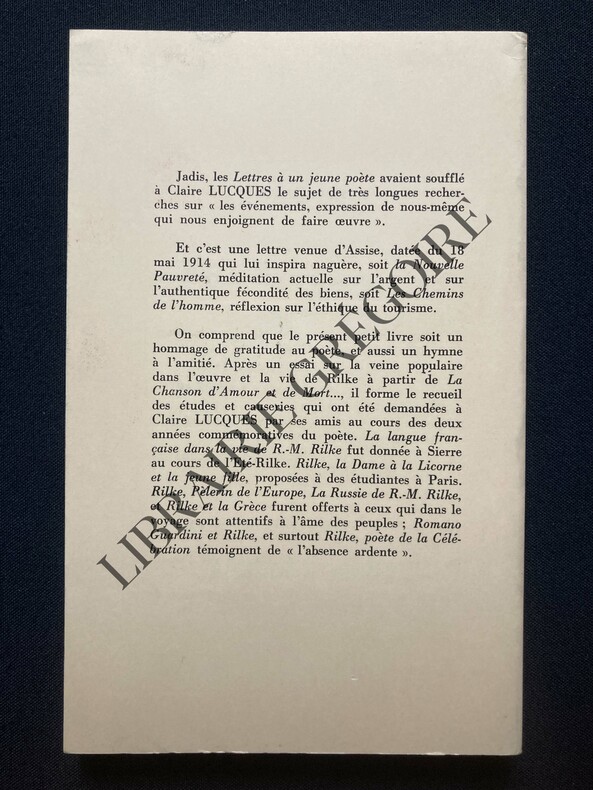 Jadis, les Lettres à un jeune poète avaient soufflé
à Claire LUCQUES le sujet de très longues recher-
ches sur « les événements, expression de nous-même
qui nous enjoignent de faire œuvre ».
Et c'est une lettre venue d'Assise, datée du 18
mai 1914 qui lui inspira naguère, soit la Nouvelle
Pauvreté, méditation actuelle sur l'argent et sur
l'authentique fécondité des biens, soit Les Chemins
de l'homme, réflexion sur l'éthique du tourisme.
On comprend que le présent petit livre soit un
hommage de gratitude au poète, et aussi un hymne
à l'amitié. Après un essai sur la veine populaire
dans l'œuvre et la vie de Rilke à partir de La
Chanson d'Amour et de Mort..., il forme le recueil
des études et causeries qui ont été demandées à
Claire LUCQUES par ses amis au cours des deux
années commémoratives du poète. La langue fran-
çaise dans la vie de R.-M. Rilke fut donnée à Sierre
au cours de l'Eté-Rilke. Rilke, la Dame à la Licorne
et la jeune fille, proposées à des étudiantes à Paris.
Rilke, Pèlerin de l'Europe, La Russie de R.-M. Rilke,
et Rilke et la Grèce furent offerts à ceux qui dans le
voyage sont attentifs à l'âme des peuples ; Romano
Guardini et Rilke, et surtout Rilke, poète de la Célé-
bration témoignent de « l'absence ardente ».
LIBRAIRIE GRÉGOIRE